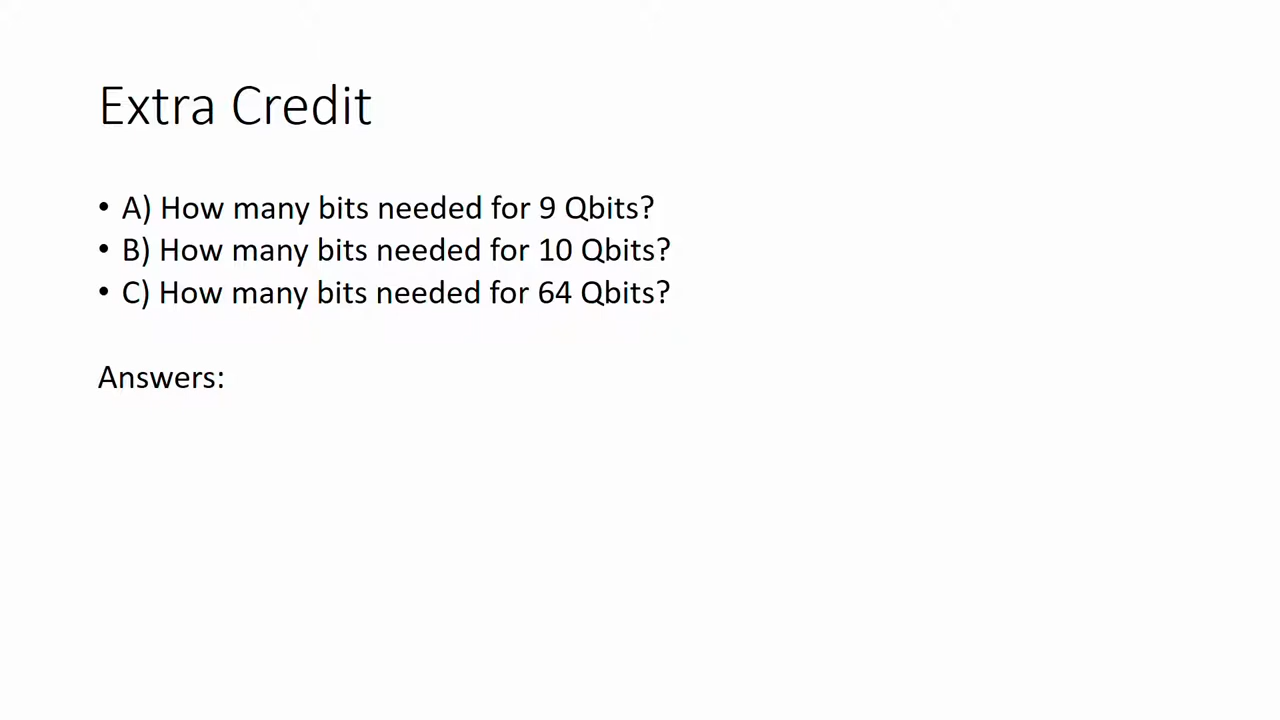 Extra Credit
• A) How many bits needed for 9 Qbits?
• B) How many bits needed for 10 Qbits?
• C) How many bits needed for 64 Qbits?
Answers: